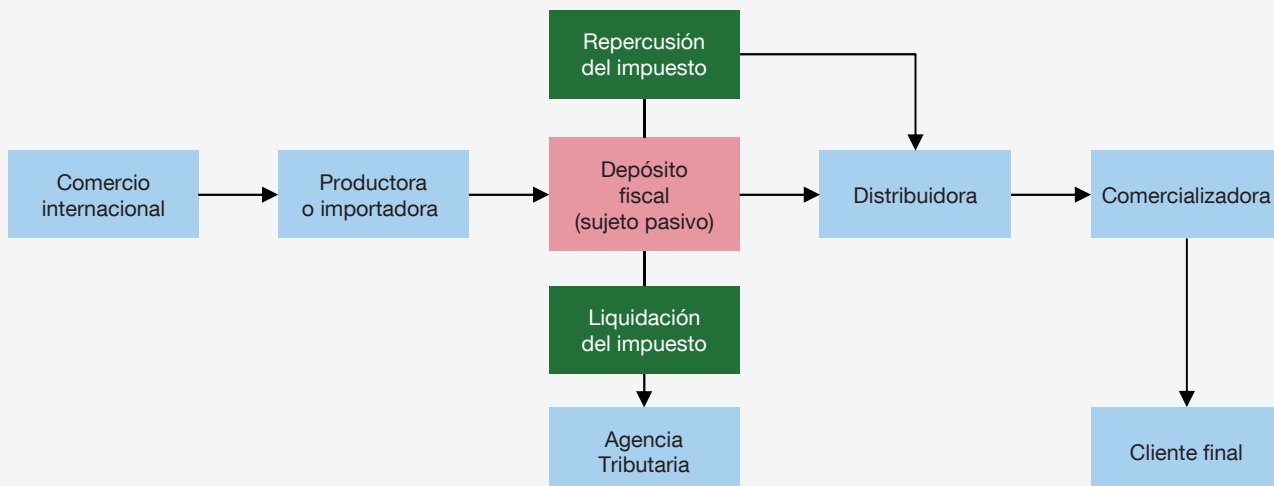 Repercusión
del impuesto
Comercio
internacional
Productora
o importadora
Depósito
fiscal
(sujeto pasivo)
Distribuidora
Comercializadora
Liquidación
del impuesto
Agencia
Tributaria
Cliente final